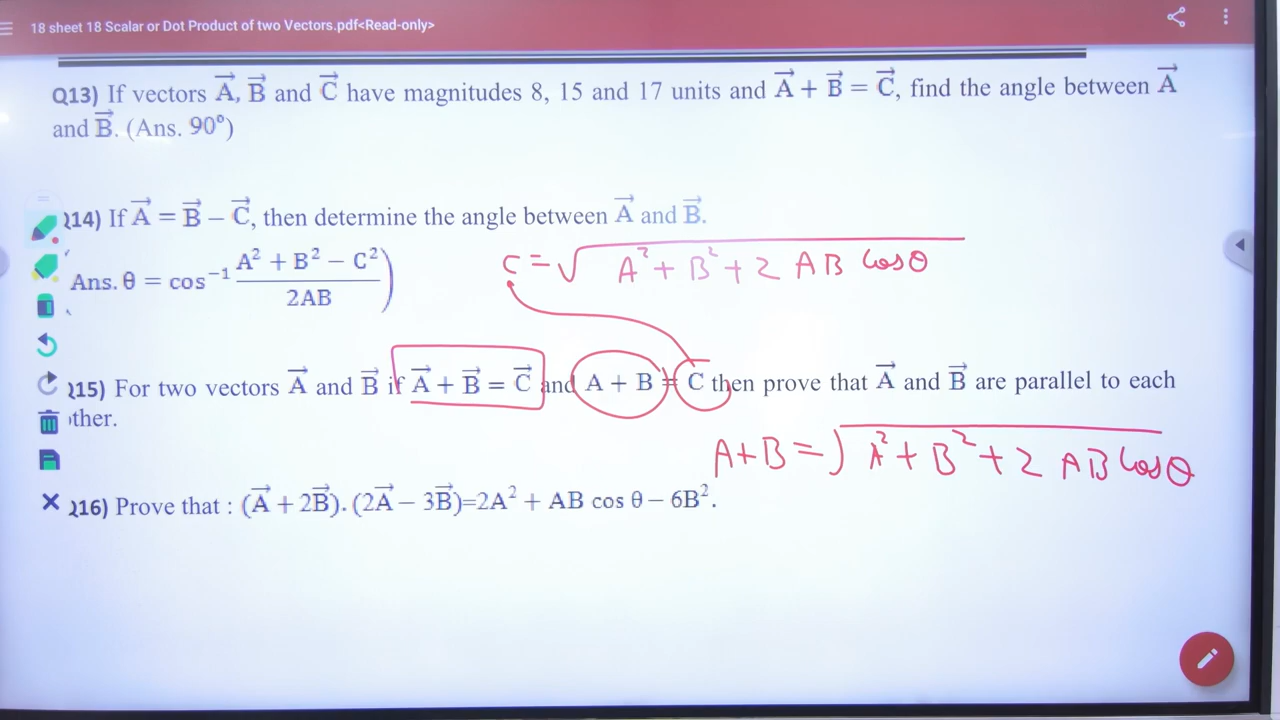 18 sheet 18 Scalar or Dot Product of two Vectors.pdf<Read-only>
Q13) If vectors A⃗, B⃗ and C⃗ have magnitudes 8, 15 and 17 units and A⃗ + B⃗ = C⃗, find the angle between A⃗
and B⃗. (Ans. 90°)
Q14) If A⃗ = B⃗ − C⃗, then determine the angle between A⃗ and B⃗.
Ans. θ = cos⁻¹ (A² + B² − C²)/2AB)
C = √(A² + B² + 2 AB cosθ)
Q15) For two vectors A⃗ and B⃗ if A⃗ + B⃗ = C⃗ and A + B = C then prove that A⃗ and B⃗ are parallel to each
other.
A+B = √(A² + B² + 2 AB cosθ)
Q16) Prove that : (A⃗ + 2B⃗). (2A⃗ − 3B⃗)=2A² + AB cos θ − 6B².